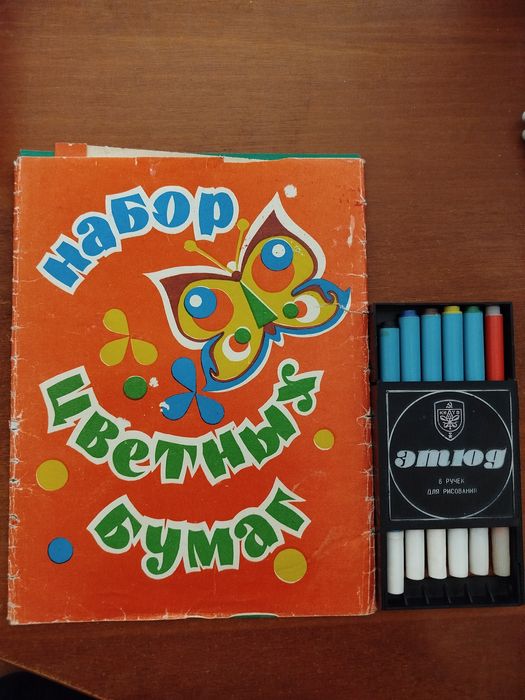 Набор
цветных
бумаг
этюд
6 РУЧЕК
ДЛЯ РИСОВАНИЯ